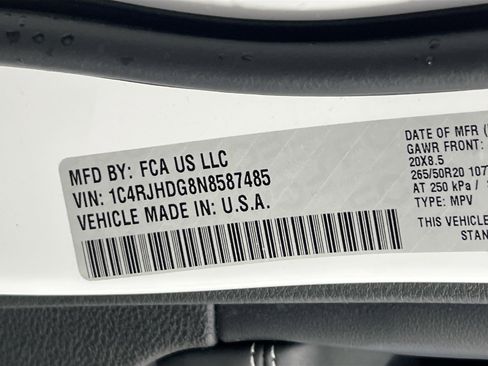 MFD BY: FCA US LLC
VIN: 1C4RJHDG8N8587485
VEHICLE MADE IN: U.S.A.
DATE OF MFR
GAWR FRONT:
20X8.5
265/50R20 107
AT 250 kPa /
TYPE: MPV
THIS VEHICLE
STAN